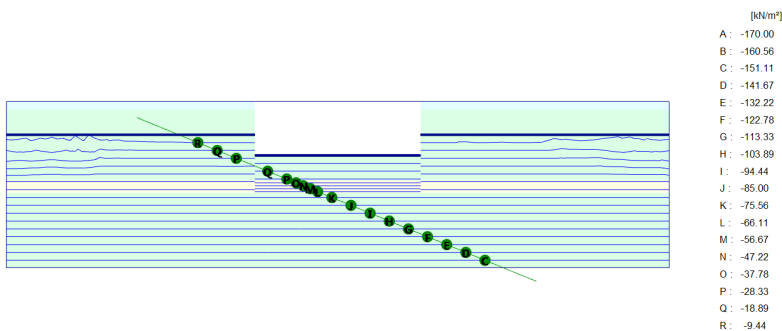 [kN/m²]
A : -170.00
B : -160.56
C : -151.11
D : -141.67
E : -132.22
F : -122.78
G : -113.33
H : -103.89
I : -94.44
J : -85.00
K : -75.56
L : -66.11
M : -56.67
N : -47.22
O : -37.78
P : -28.33
Q : -18.89
R : -9.44
R
Q
P
Q
P
O
N
M
K
J
I
H
G
F
E
D
C